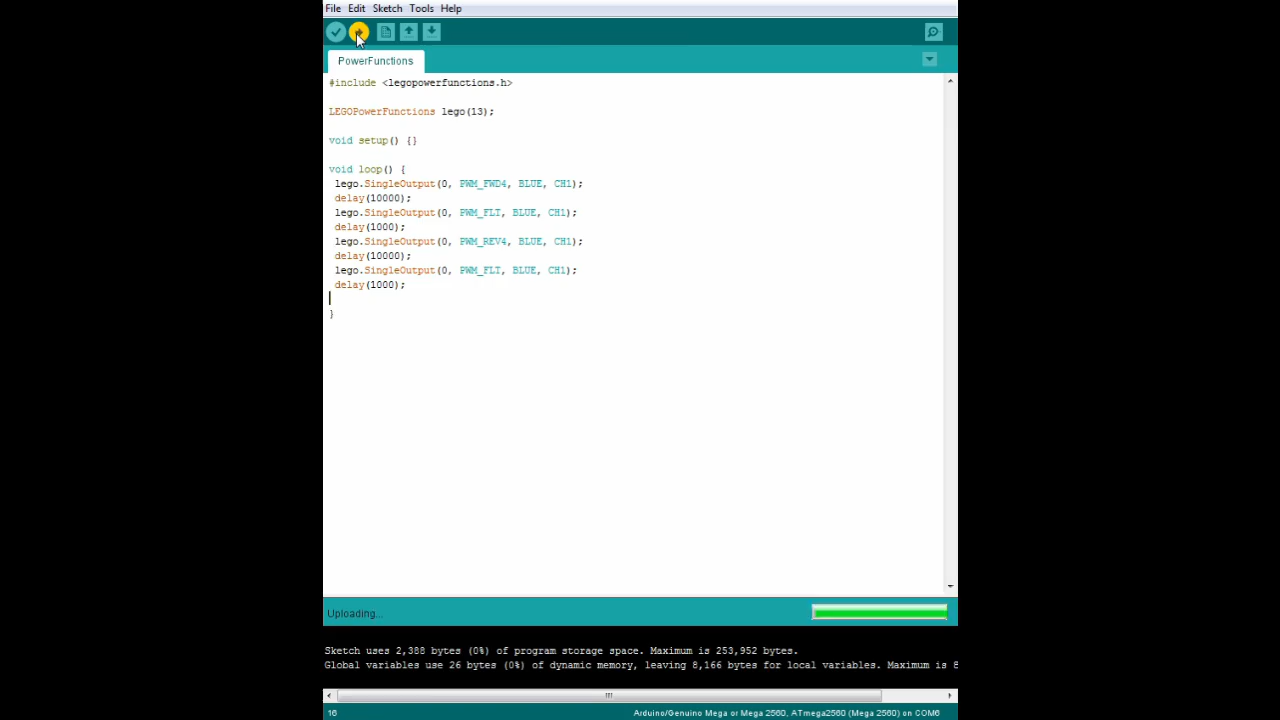 File Edit Sketch Tools Help
PowerFunctions
#include <legopowerfunctions.h>
LEGOPowerFunctions lego(13);
void setup() {}
void loop() {
lego.SingleOutput(0, PWM_FWD4, BLUE, CH1);
delay(10000);
lego.SingleOutput(0, PWM_FLT, BLUE, CH1);
delay(1000);
lego.SingleOutput(0, PWM_REV4, BLUE, CH1);
delay(10000);
lego.SingleOutput(0, PWM_FLT, BLUE, CH1);
delay(1000);
}
Uploading...
Sketch uses 2,388 bytes (0%) of program storage space. Maximum is 253,952 bytes.
Global variables use 26 bytes (0%) of dynamic memory, leaving 8,166 bytes for local variables. Maximum is
16 Arduino/Genuino Mega or Mega 2560, ATmega2560 (Mega 2560) on COM6